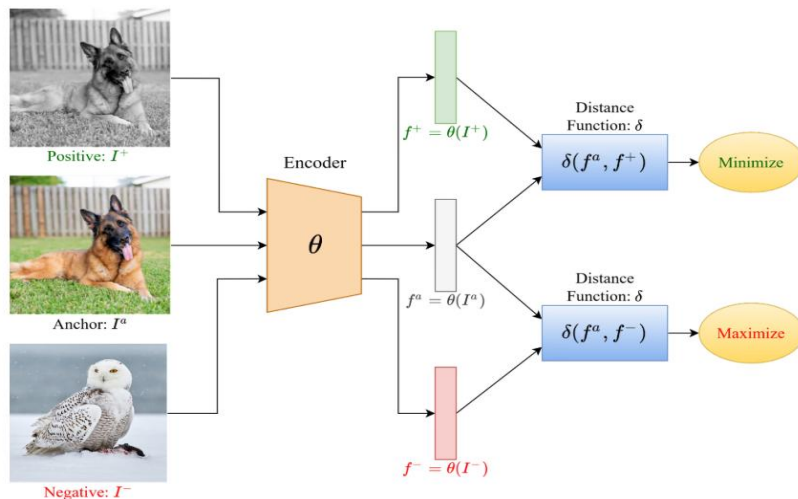 Positive: I⁺
Encoder
θ
Anchor: Iᵃ
Negative: I⁻
f⁺ = θ(I⁺)
fᵃ = θ(Iᵃ)
f⁻ = θ(I⁻)
Distance
Function: δ
δ(fᵃ, f⁺)
Minimize
Distance
Function: δ
δ(fᵃ, f⁻)
Maximize